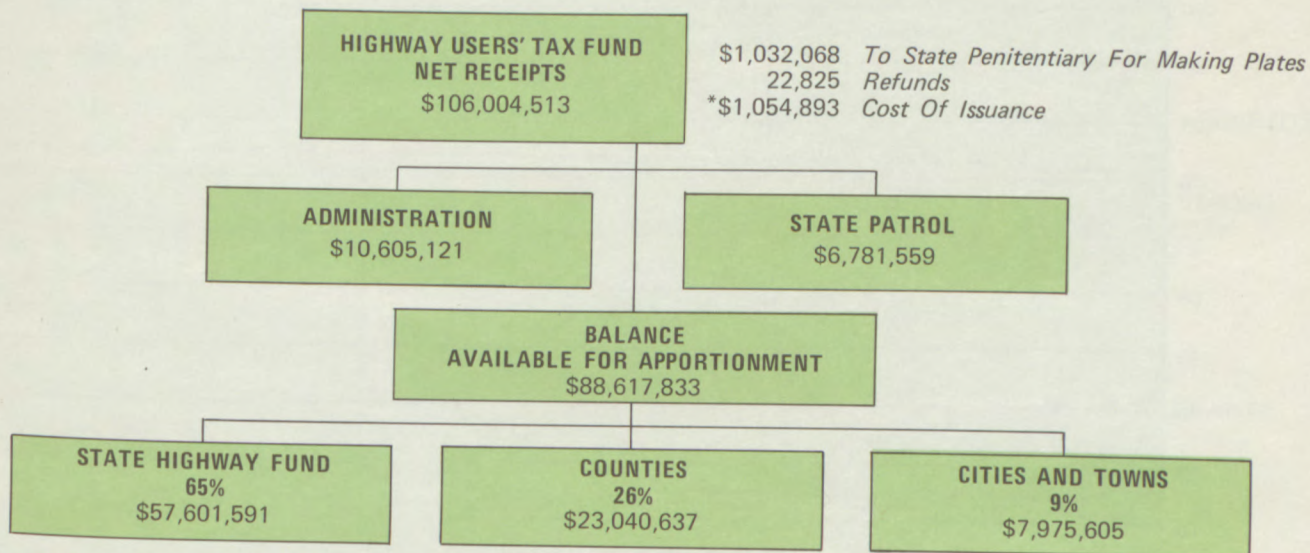 HIGHWAY USERS' TAX FUND
NET RECEIPTS
$106,004,513
$1,032,068 To State Penitentiary For Making Plates
22,825 Refunds
*$1,054,893 Cost Of Issuance
ADMINISTRATION
$10,605,121
STATE PATROL
$6,781,559
BALANCE
AVAILABLE FOR APPORTIONMENT
$88,617,833
STATE HIGHWAY FUND
65%
$57,601,591
COUNTIES
26%
$23,040,637
CITIES AND TOWNS
9%
$7,975,605